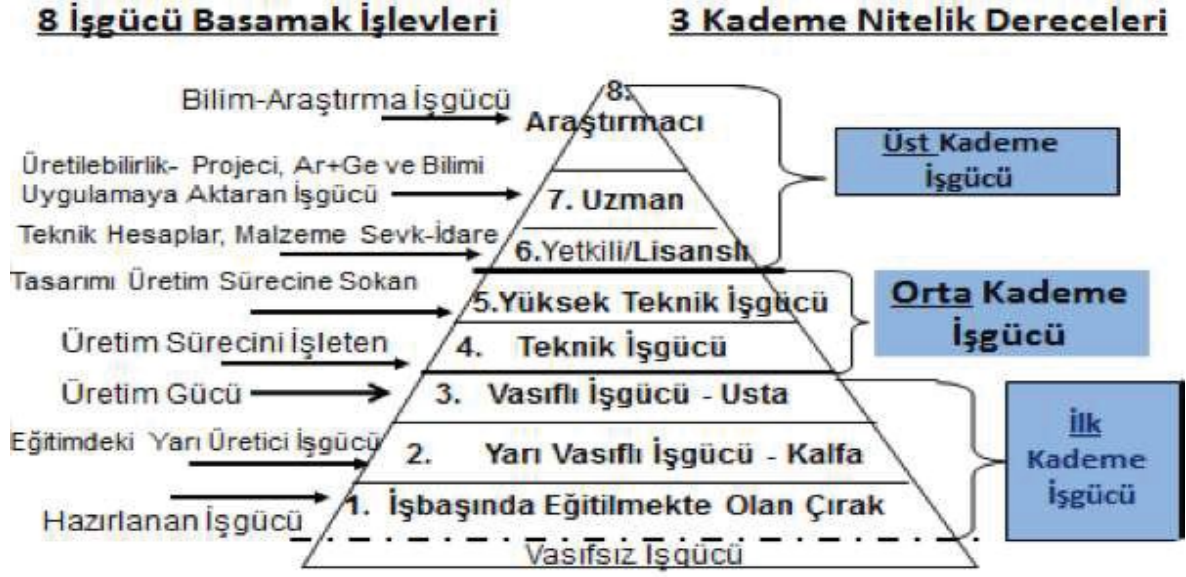 8 İşgücü Basamak İşlevleri
3 Kademe Nitelik Dereceleri
Bilim-Araştırma İşgücü
8.
Araştırmacı
Üst Kademe
İşgücü
Üretilebilirlik- Projeci, Ar+Ge ve Bilimi
Uygulamaya Aktaran İşgücü
7. Uzman
Teknik Hesaplar, Malzeme Sevk-İdare
6.Yetkili/Lisanslı
Tasarımı Üretim Sürecine Sokan
5.Yüksek Teknik İşgücü
Orta Kademe
İşgücü
Üretim Sürecini İşleten
4. Teknik İşgücü
Üretim Gücü
3. Vasıflı İşgücü - Usta
Eğitimdeki Yarı Üretici İşgücü
2. Yarı Vasıflı İşgücü - Kalfa
İlk
Kademe
İşgücü
1. İşbaşında Eğitilmekte Olan Çırak
Hazırlanan İşgücü
Vasıfsız İşgücü